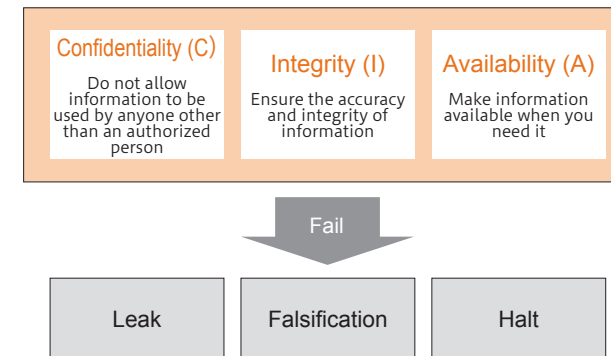 Confidentiality (C)
Do not allow
information to be
used by anyone other
than an authorized
person
Integrity (I)
Ensure the accuracy
and integrity of
information
Availability (A)
Make information
available when you
need it
Fail
Leak
Falsification
Halt